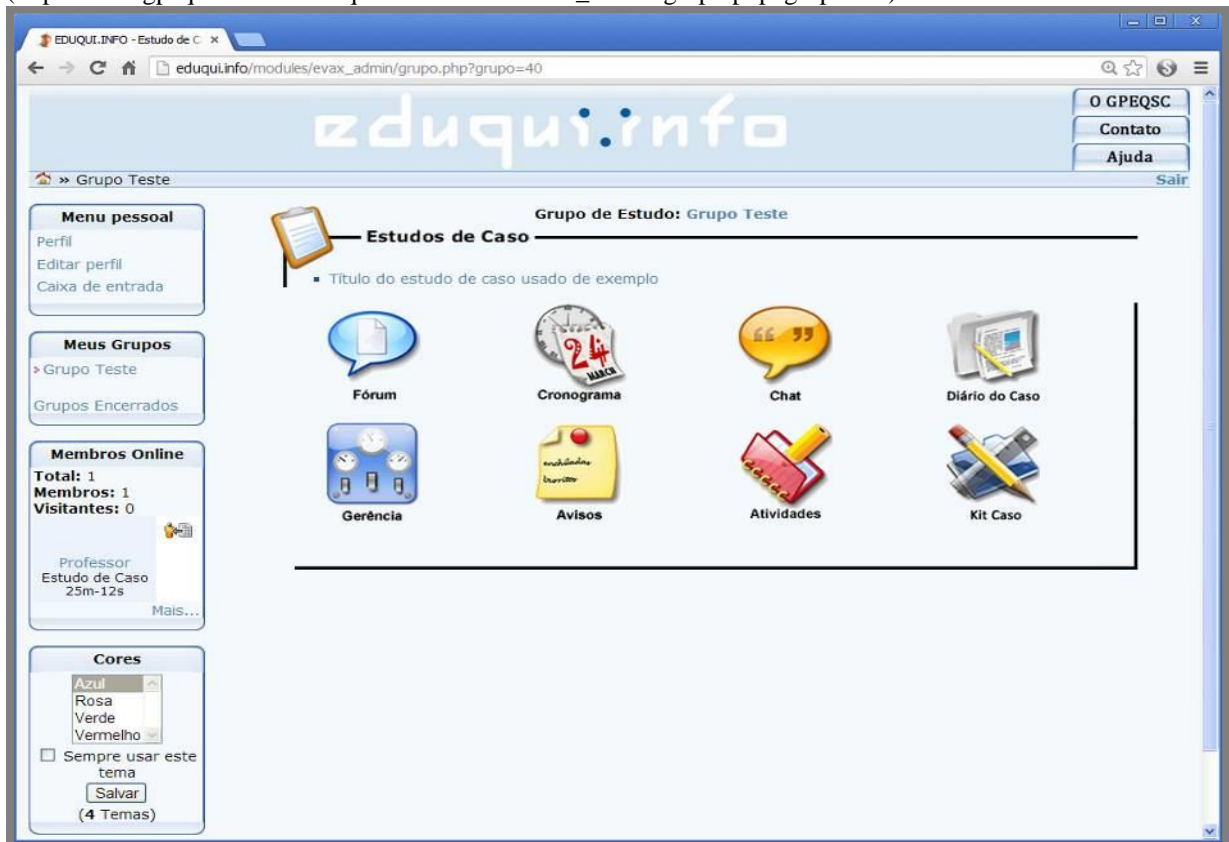 EDUQUI.INFO - Estudo de C
eduqui.info/modules/evax_admin/grupo.php?grupo=40
eduqui.info
O GPEQSC
Contato
Ajuda
» Grupo Teste
Sair
Menu pessoal
Perfil
Editar perfil
Caixa de entrada
Meus Grupos
Grupo Teste
Grupos Encerrados
Membros Online
Total: 1
Membros: 1
Visitantes: 0
Professor
Estudo de Caso
25m-12s
Mais...
Cores
Azul
Rosa
Verde
Vermelho
Sempre usar este
tema
Salvar
(4 Temas)
Grupo de Estudo: Grupo Teste
Estudos de Caso
Título do estudo de caso usado de exemplo
24
MARCH
Fórum
Cronograma
Chat
Diário do Caso
enchiladas
burritos
Gerência
Avisos
Atividades
Kit Caso